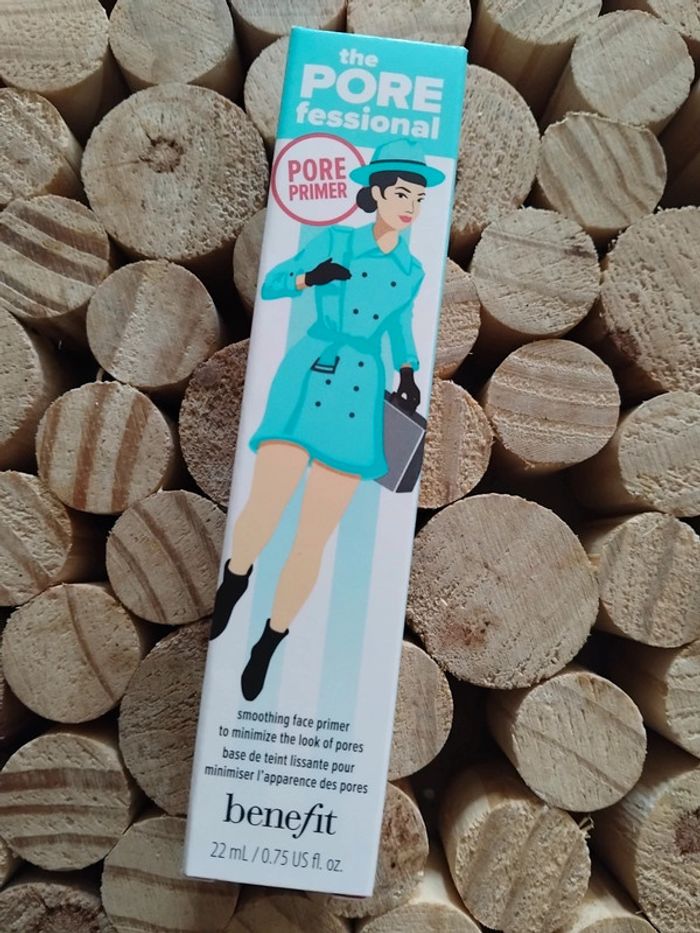 the
PORE
fessional
PORE
PRIMER
smoothing face primer
to minimize the look of pores
base de teint lissante pour
minimiser l'apparence des pores
benefit
22 mL / 0.75 US fl. oz.